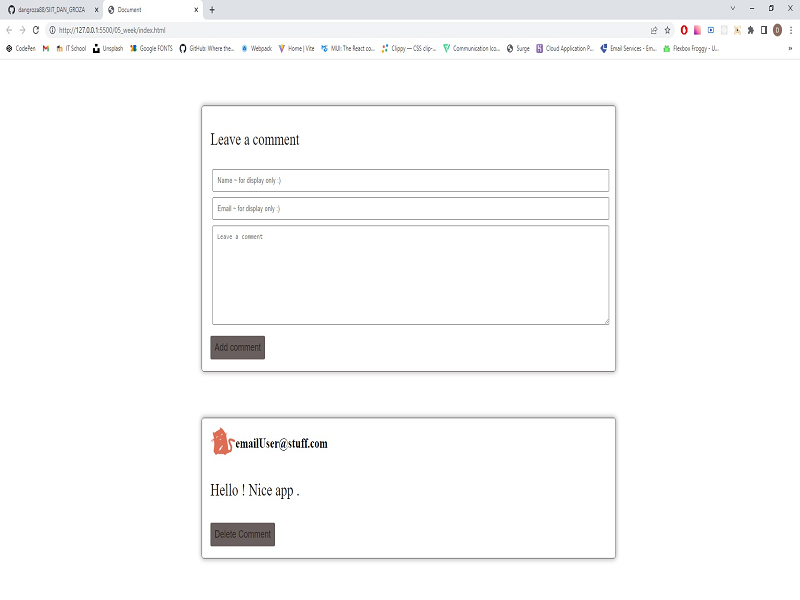 dangroza88/SIIT_DAN_GROZA
Document
http://127.0.0.1:5500/05_week/index.html
D
CodePen
IT School
Unsplash
Google FONTS
GitHub: Where the...
Webpack
Home | Vite
MUI: The React co...
Clippy — CSS clip-...
Communication Ico...
Surge
Cloud Application P...
Email Services - Em...
Flexbox Froggy - U...
»
Leave a comment
Name ~ for display only :)
Email ~ for display only :)
Leave a comment
Add comment
emailUser@stuff.com
Hello ! Nice app .
Delete Comment